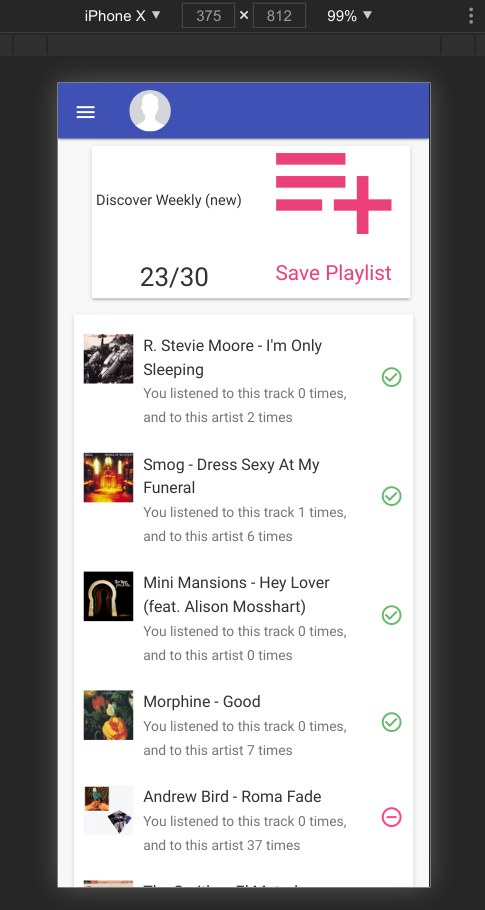 iPhone X ▼ 375 × 812 99% ▼
Discover Weekly (new)
23/30
Save Playlist
R. Stevie Moore - I'm Only
Sleeping
You listened to this track 0 times,
and to this artist 2 times
Smog - Dress Sexy At My
Funeral
You listened to this track 1 times,
and to this artist 6 times
Mini Mansions - Hey Lover
(feat. Alison Mosshart)
You listened to this track 0 times,
and to this artist 0 times
Morphine - Good
You listened to this track 0 times,
and to this artist 7 times
Andrew Bird - Roma Fade
You listened to this track 0 times,
and to this artist 37 times